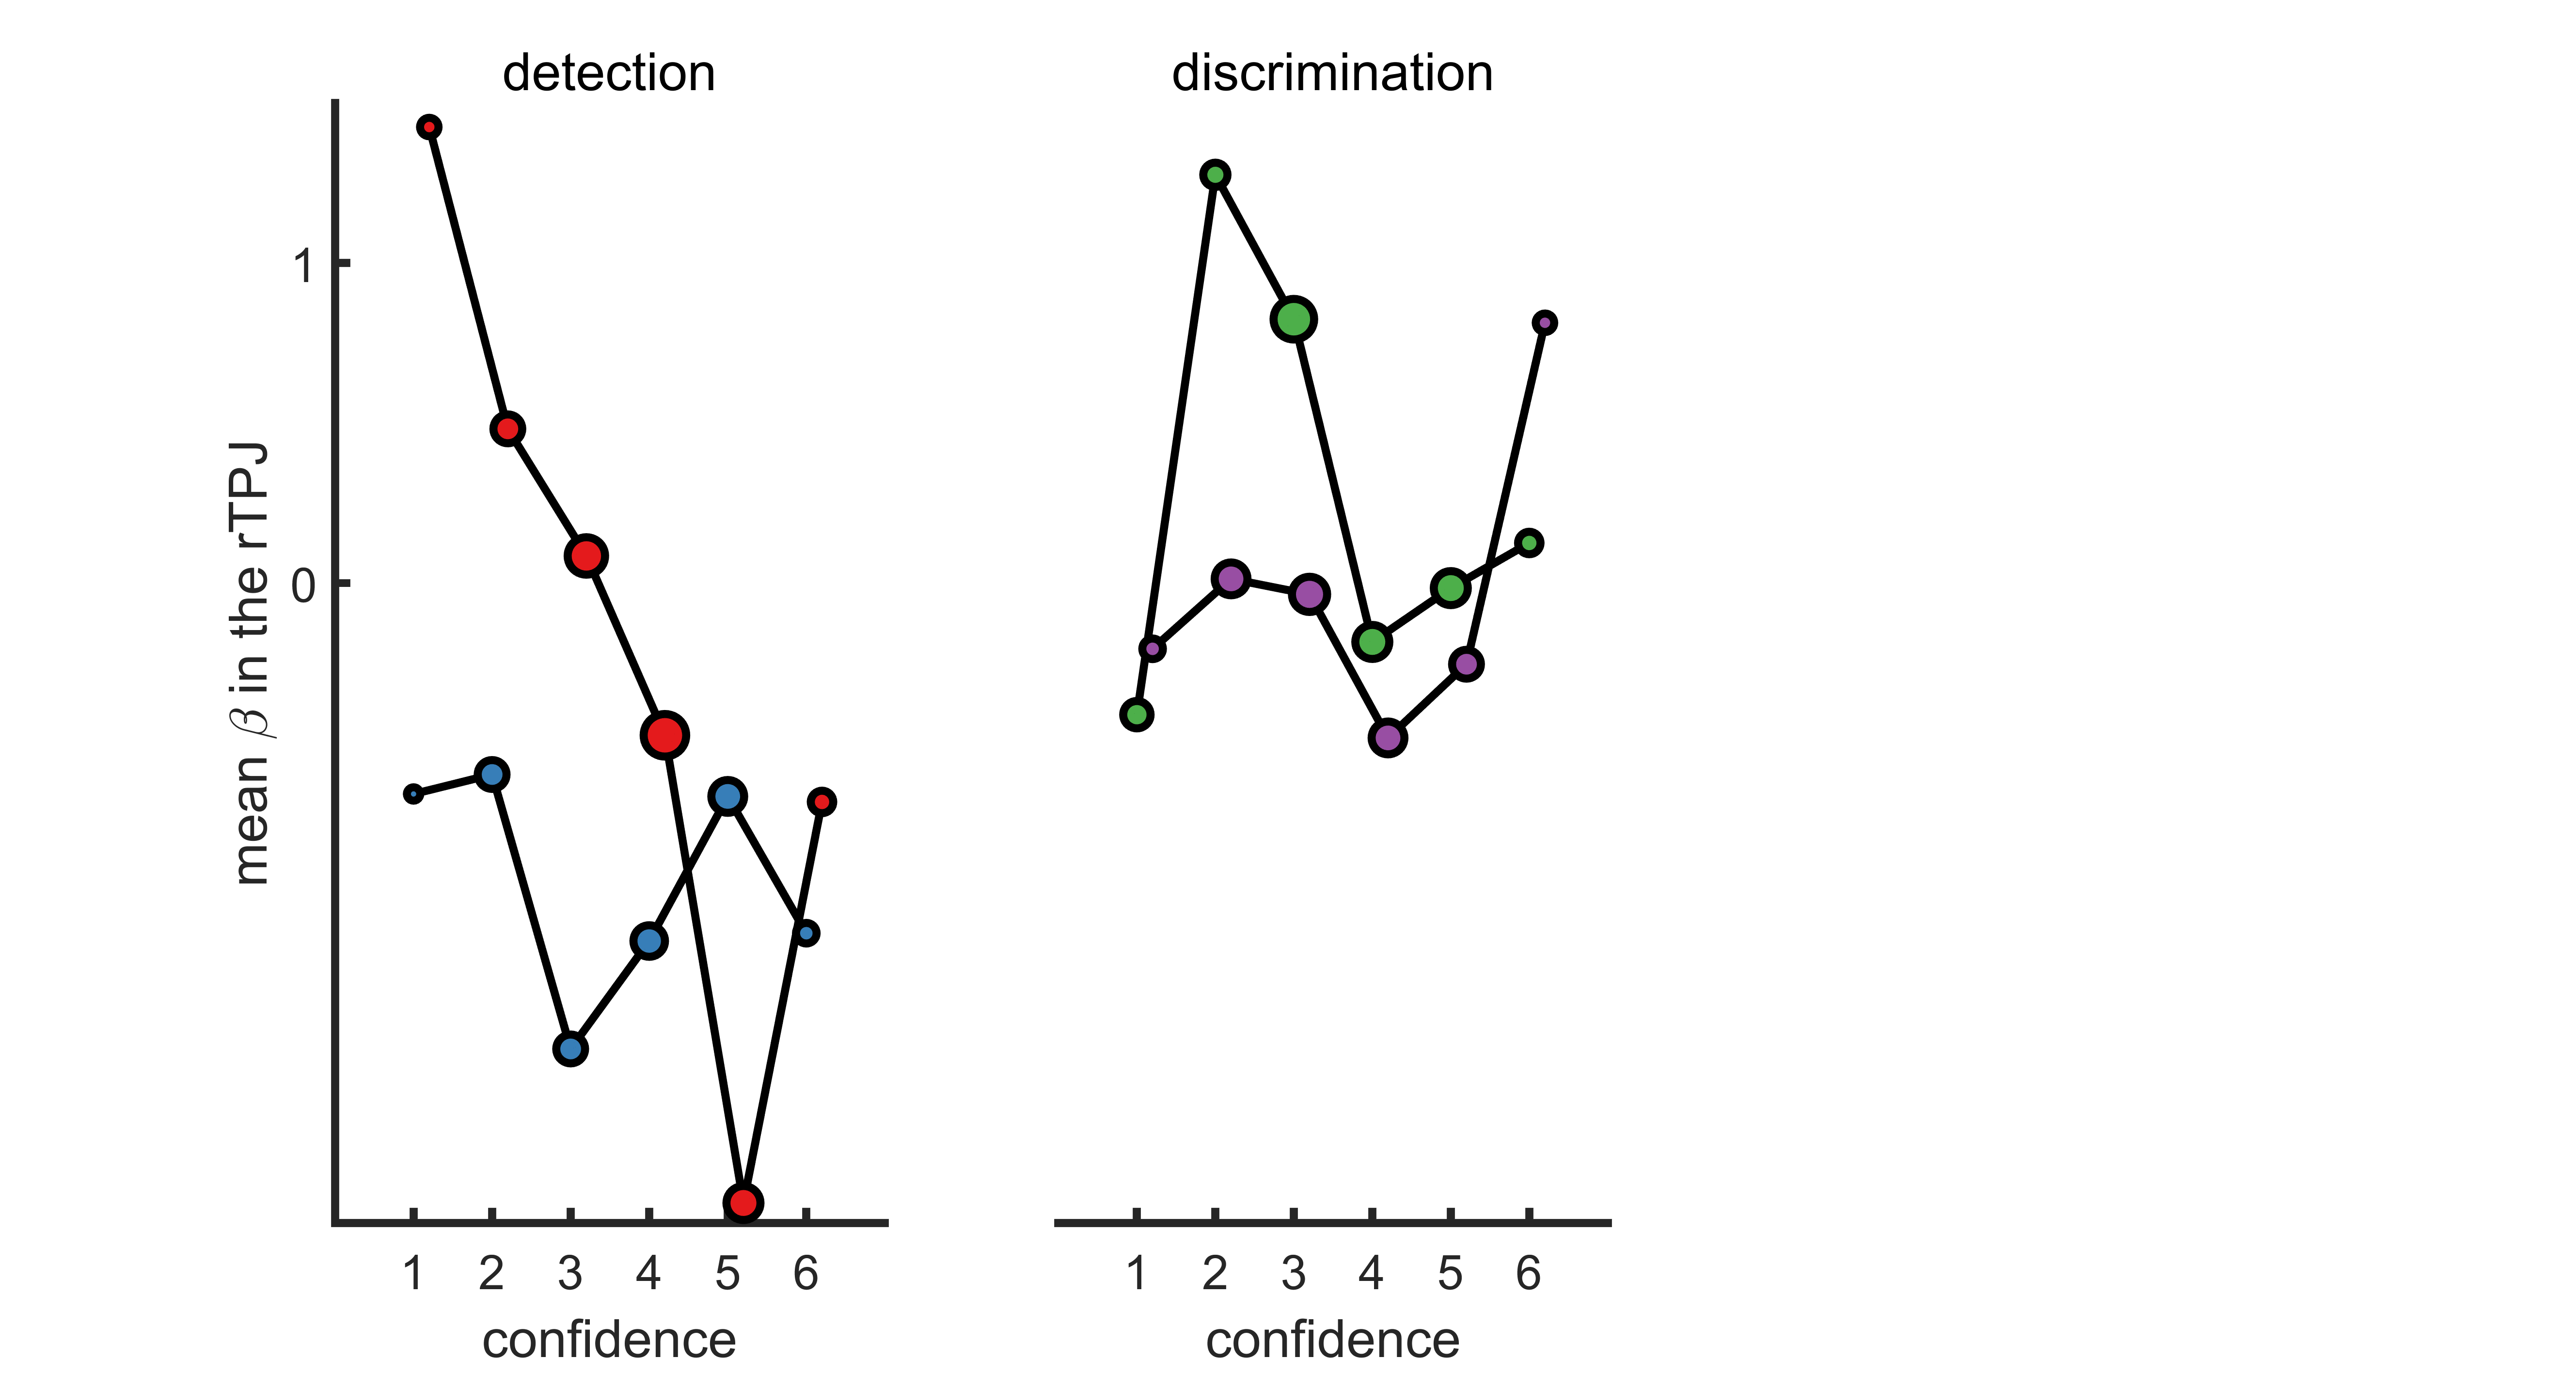 detection
discrimination
mean β in the rTPJ
1
0
1 2 3 4 5 6
1 2 3 4 5 6
confidence
confidence